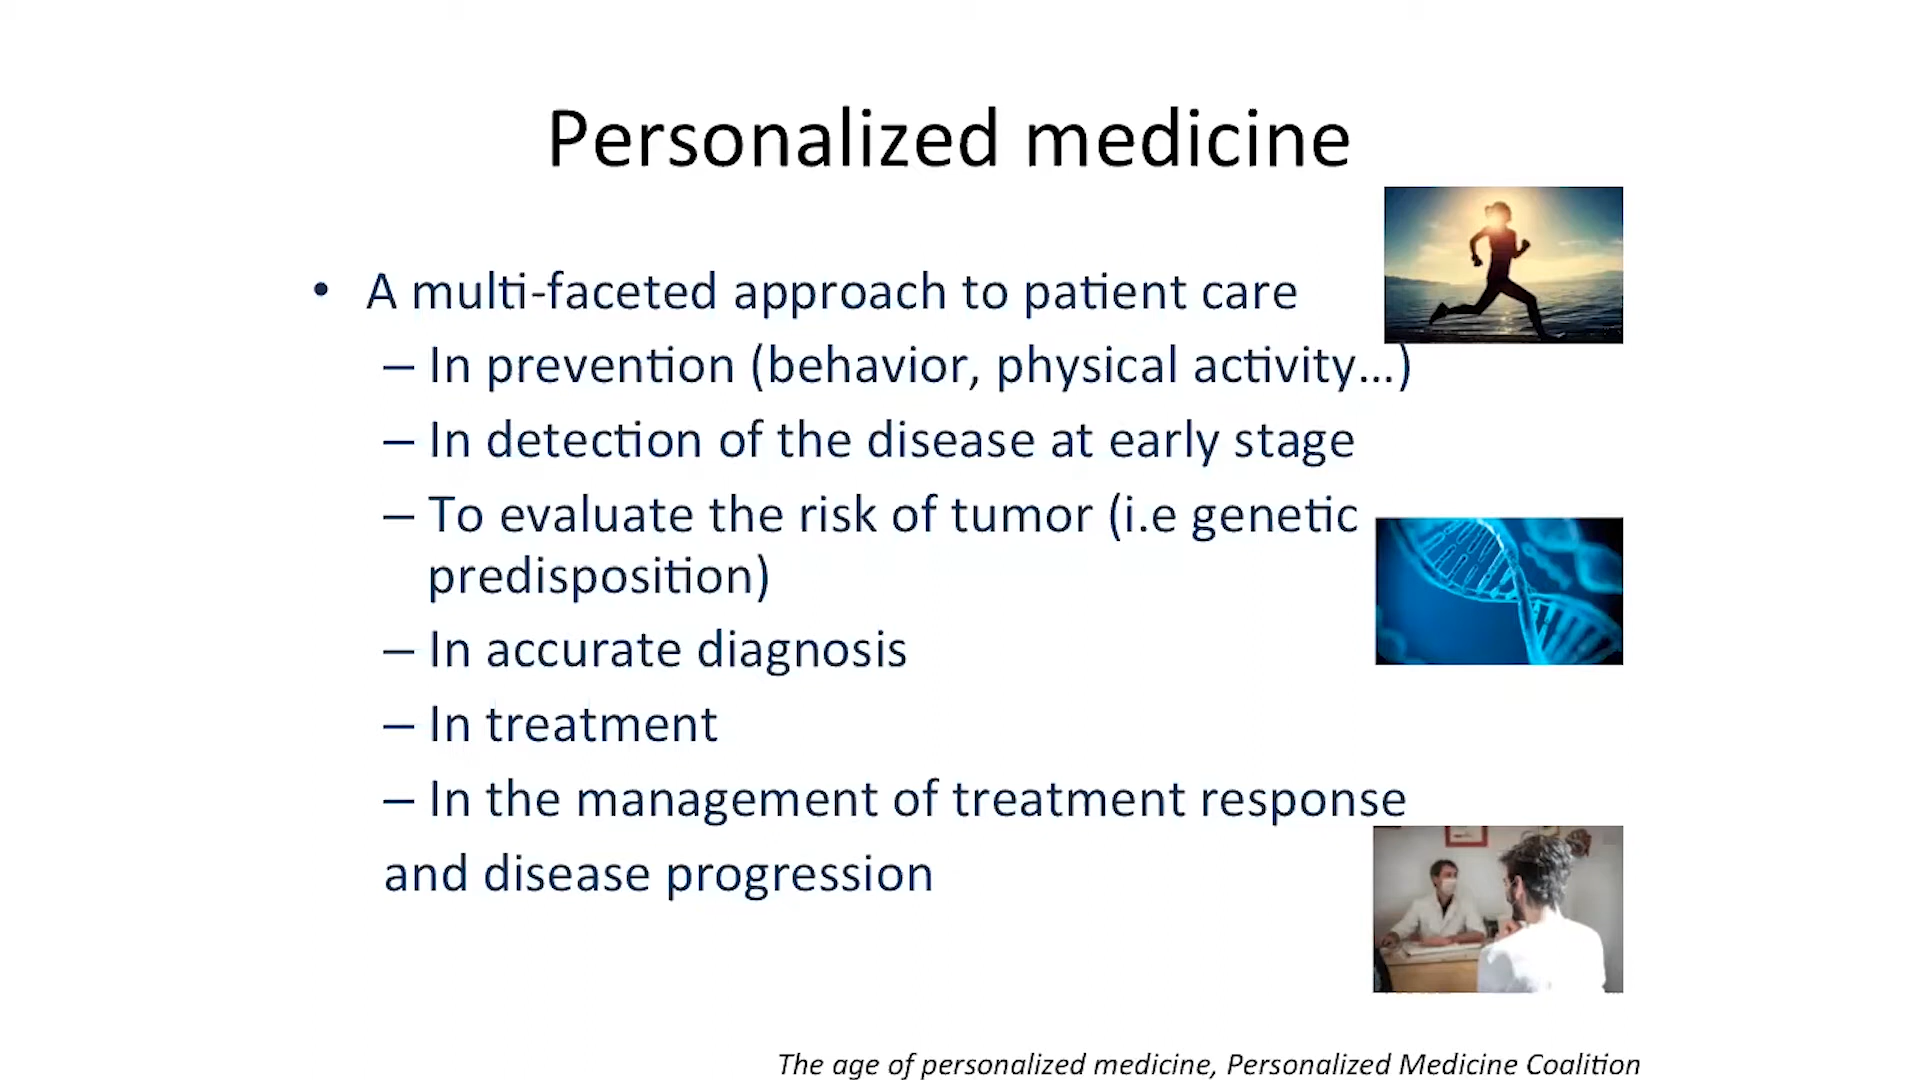 Personalized medicine
• A multi-faceted approach to patient care
– In prevention (behavior, physical activity...)
– In detection of the disease at early stage
– To evaluate the risk of tumor (i.e genetic
predisposition)
– In accurate diagnosis
– In treatment
– In the management of treatment response
and disease progression
The age of personalized medicine, Personalized Medicine Coalition